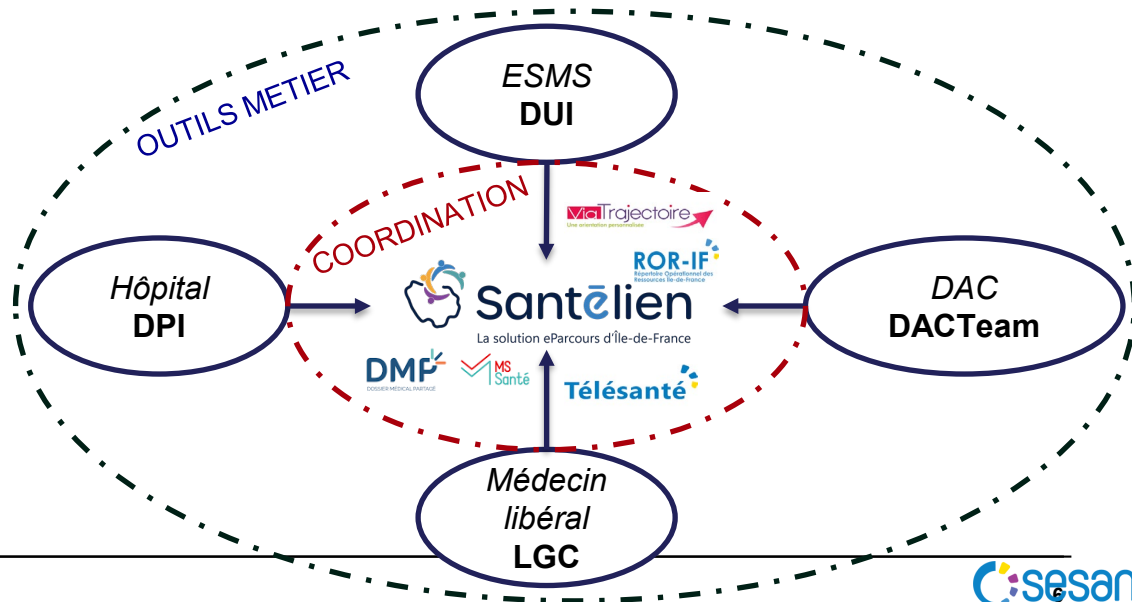 ESMS
DUI
OUTILS METIER
COORDINATION
ViaTrajectoire
Une orientation personnalisée
ROR-IF
Répertoire Opérationnel des
Ressources Île-de-France
Hôpital
DPI
Santélien
La solution eParcours d'Île-de-France
DAC
DACTeam
DMP
DOSSIER MÉDICAL PARTAGÉ
MS
Santé
Télésanté
Médecin
libéral
LGC
sesan
6